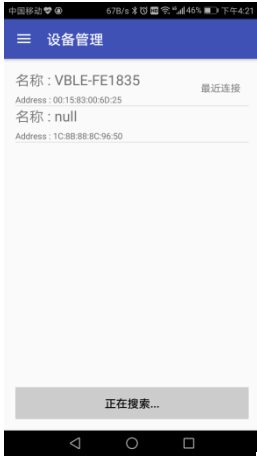 中国移动 67B/s 46% 下午4:21
设备管理
名称 : VBLE-FE1835
最近连接
Address : 00:15:83:00:6D:25
名称 : null
Address : 1C:8B:88:8C:96:50
正在搜索...